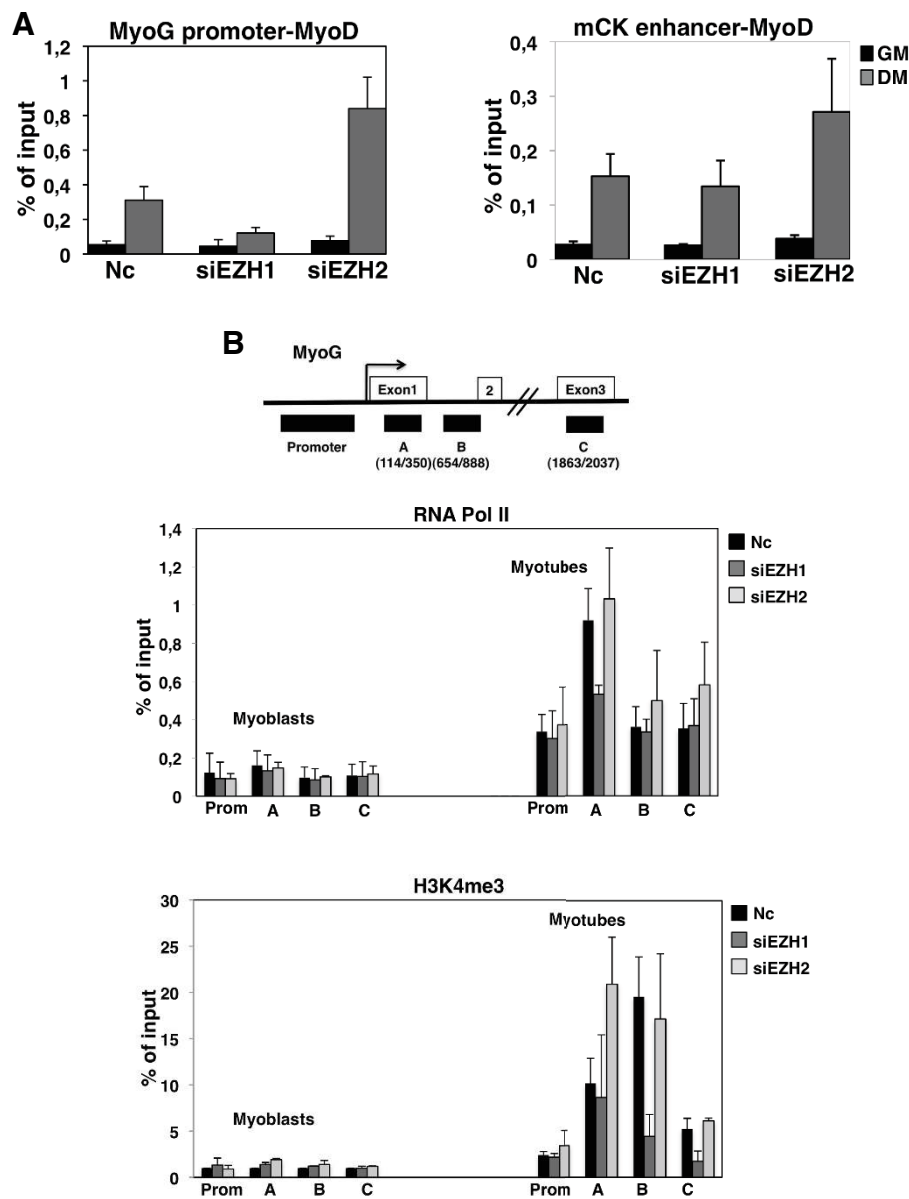 A
MyoG promoter-MyoD
1,2
1
0,8
0,6
0,4
0,2
0
% of input
Nc siEZH1 siEZH2
mCK enhancer-MyoD
0,4
0,3
0,2
0,1
0
% of input
Nc siEZH1 siEZH2
GM
DM
B
MyoG
Exon1 2 Exon3
Promoter A B C
(114/350)(654/888) (1863/2037)
RNA Pol II
1,4
1,2
1
0,8
0,6
0,4
0,2
0
% of input
Myoblasts
Myotubes
Prom A B C Prom A B C
Nc
siEZH1
siEZH2
H3K4me3
30
25
20
15
10
5
0
% of input
Myoblasts
Myotubes
Prom A B C Prom A B C
Nc
siEZH1
siEZH2